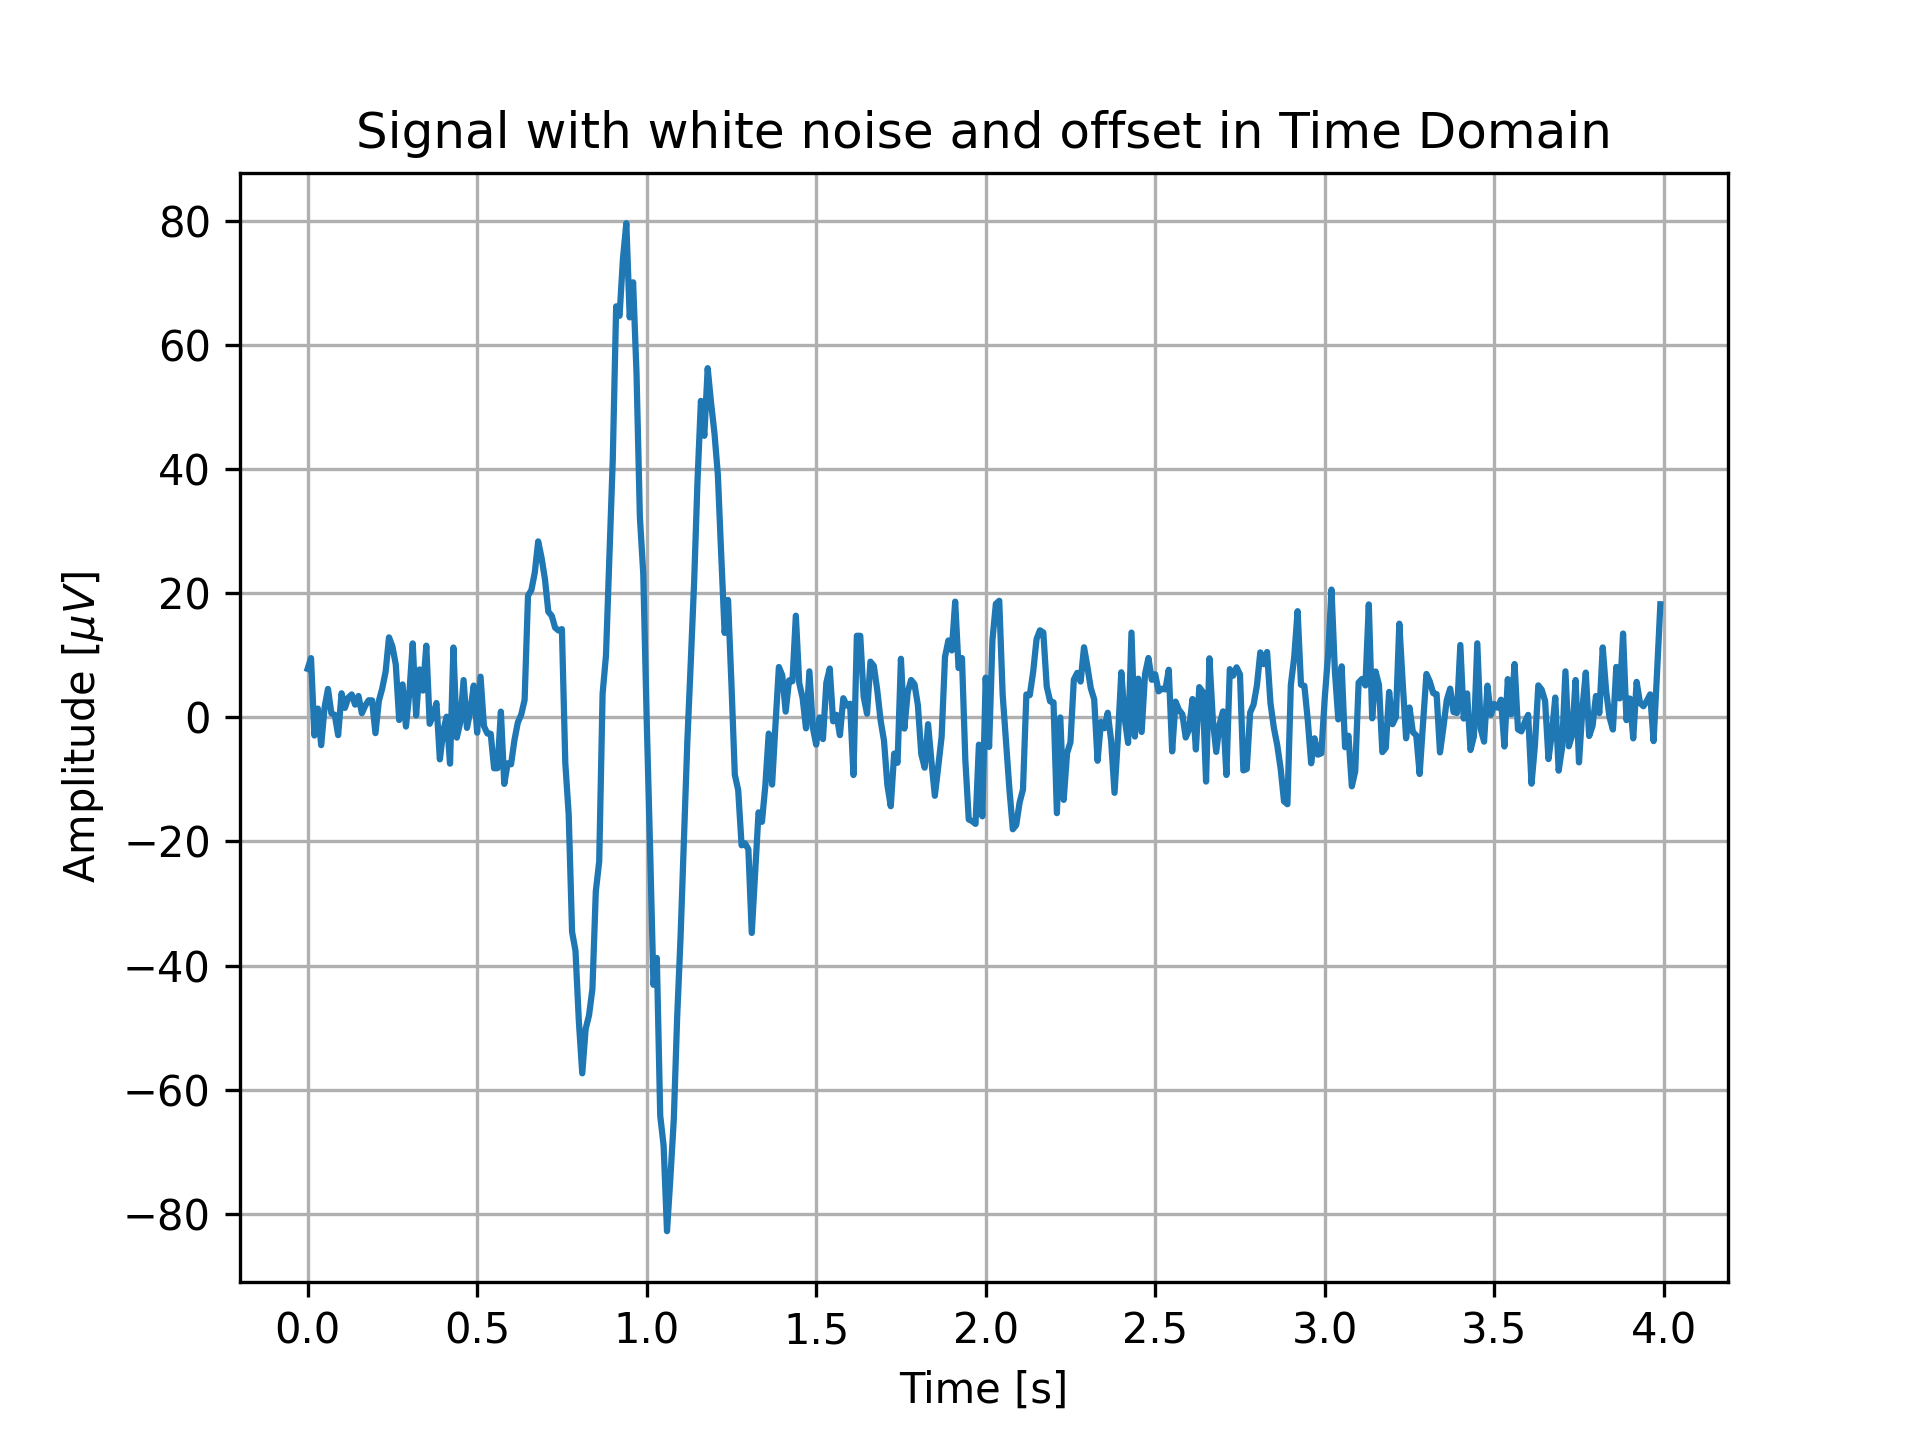 Signal with white noise and offset in Time Domain
80
60
40
20
0
−20
−40
−60
−80
Amplitude [μV]
0.0 0.5 1.0 1.5 2.0 2.5 3.0 3.5 4.0
Time [s]